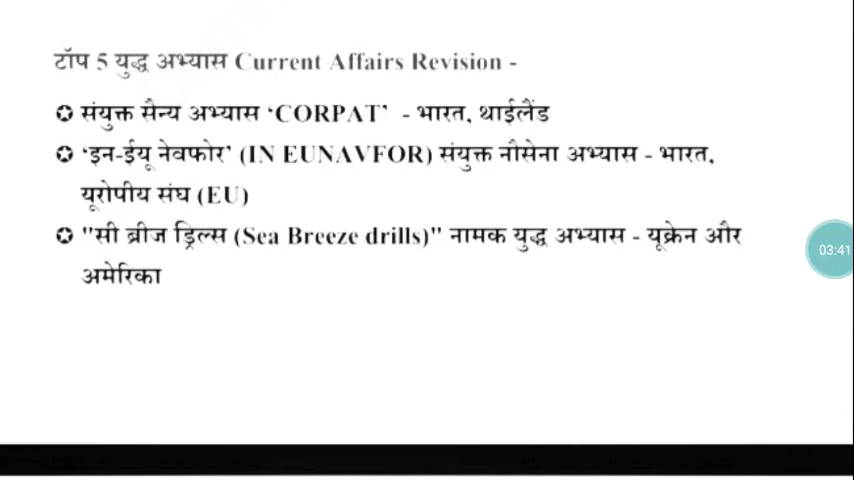 टॉप 5 युद्ध अभ्यास Current Affairs Revision -
✪ संयुक्त सैन्य अभ्यास ‘CORPAT’ - भारत, थाईलैंड
✪ ‘इन-ईयू नेवफोर’ (IN EUNAVFOR) संयुक्त नौसेना अभ्यास - भारत,
यूरोपीय संघ (EU)
✪ "सी ब्रीज ड्रिल्स (Sea Breeze drills)" नामक युद्ध अभ्यास - यूक्रेन और
अमेरिका
03:41